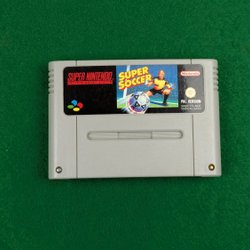 SUPER NINTENDO
SUPER
SOCCER
Nintendo
PAL VERSION